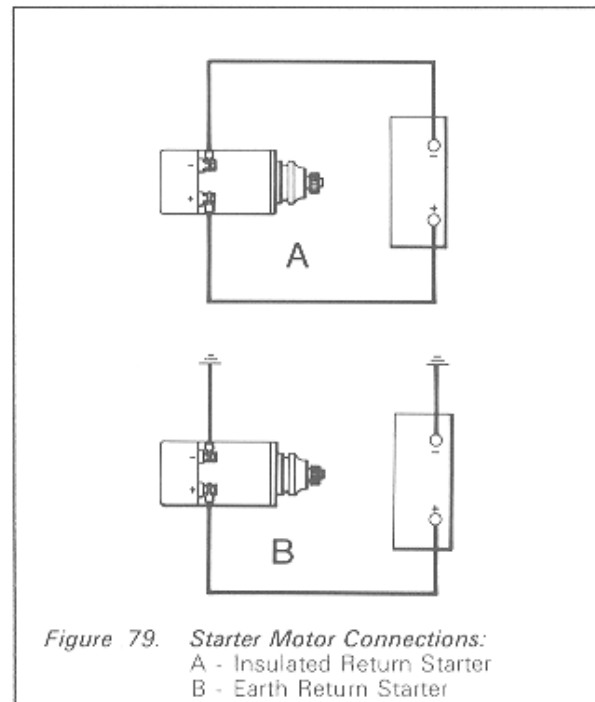 -
+
-
+
A
-
+
-
+
B
Figure 79. Starter Motor Connections:
A - Insulated Return Starter
B - Earth Return Starter